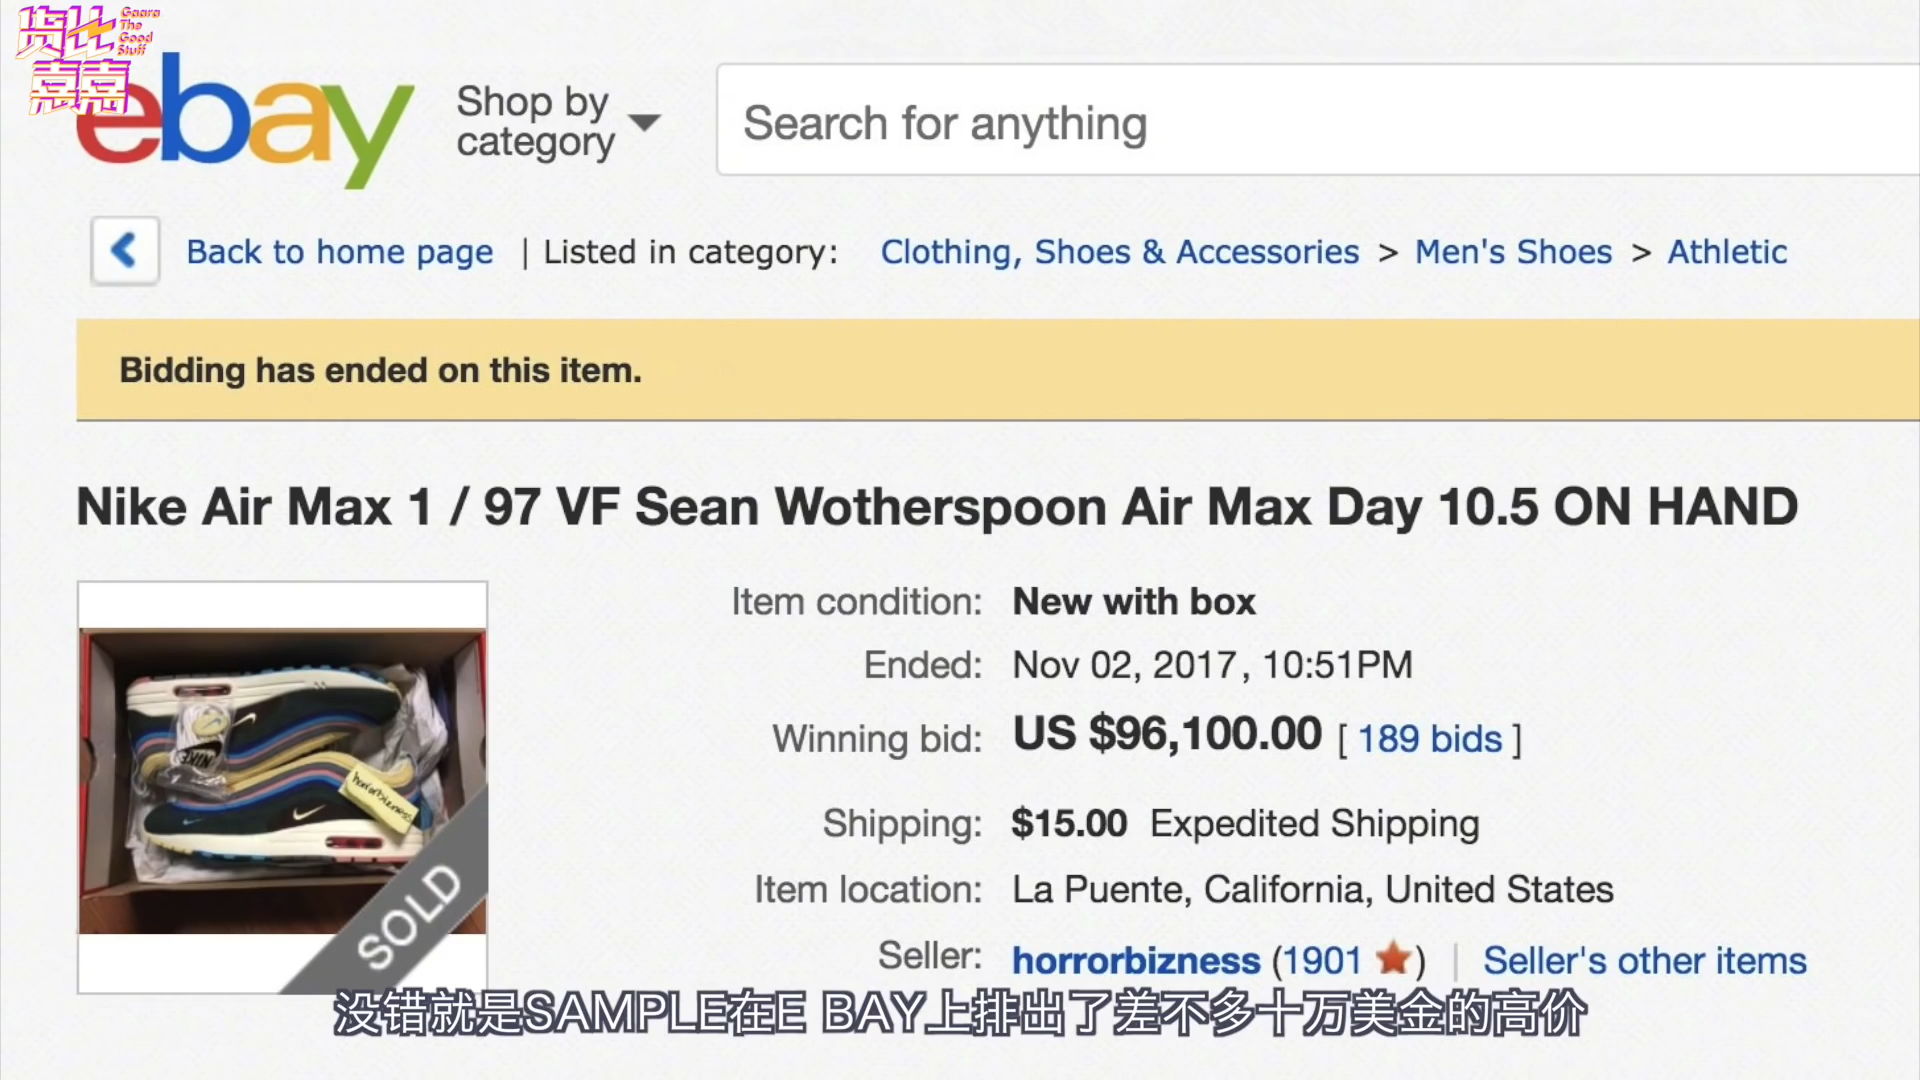 货比嘉嘉
Gaara
The
Good
Stuff
ebay
Shop by
category
Search for anything
Back to home page | Listed in category: Clothing, Shoes & Accessories > Men's Shoes > Athletic
Bidding has ended on this item.
Nike Air Max 1 / 97 VF Sean Wotherspoon Air Max Day 10.5 ON HAND
Item condition: New with box
Ended: Nov 02, 2017, 10:51PM
Winning bid: US $96,100.00 [ 189 bids ]
Shipping: $15.00 Expedited Shipping
Item location: La Puente, California, United States
Seller: horrorbizness (1901 ★) | Seller's other items
NIKE
horrorbizness
SOLD
没错就是SAMPLE在E BAY上排出了差不多十万美金的高价